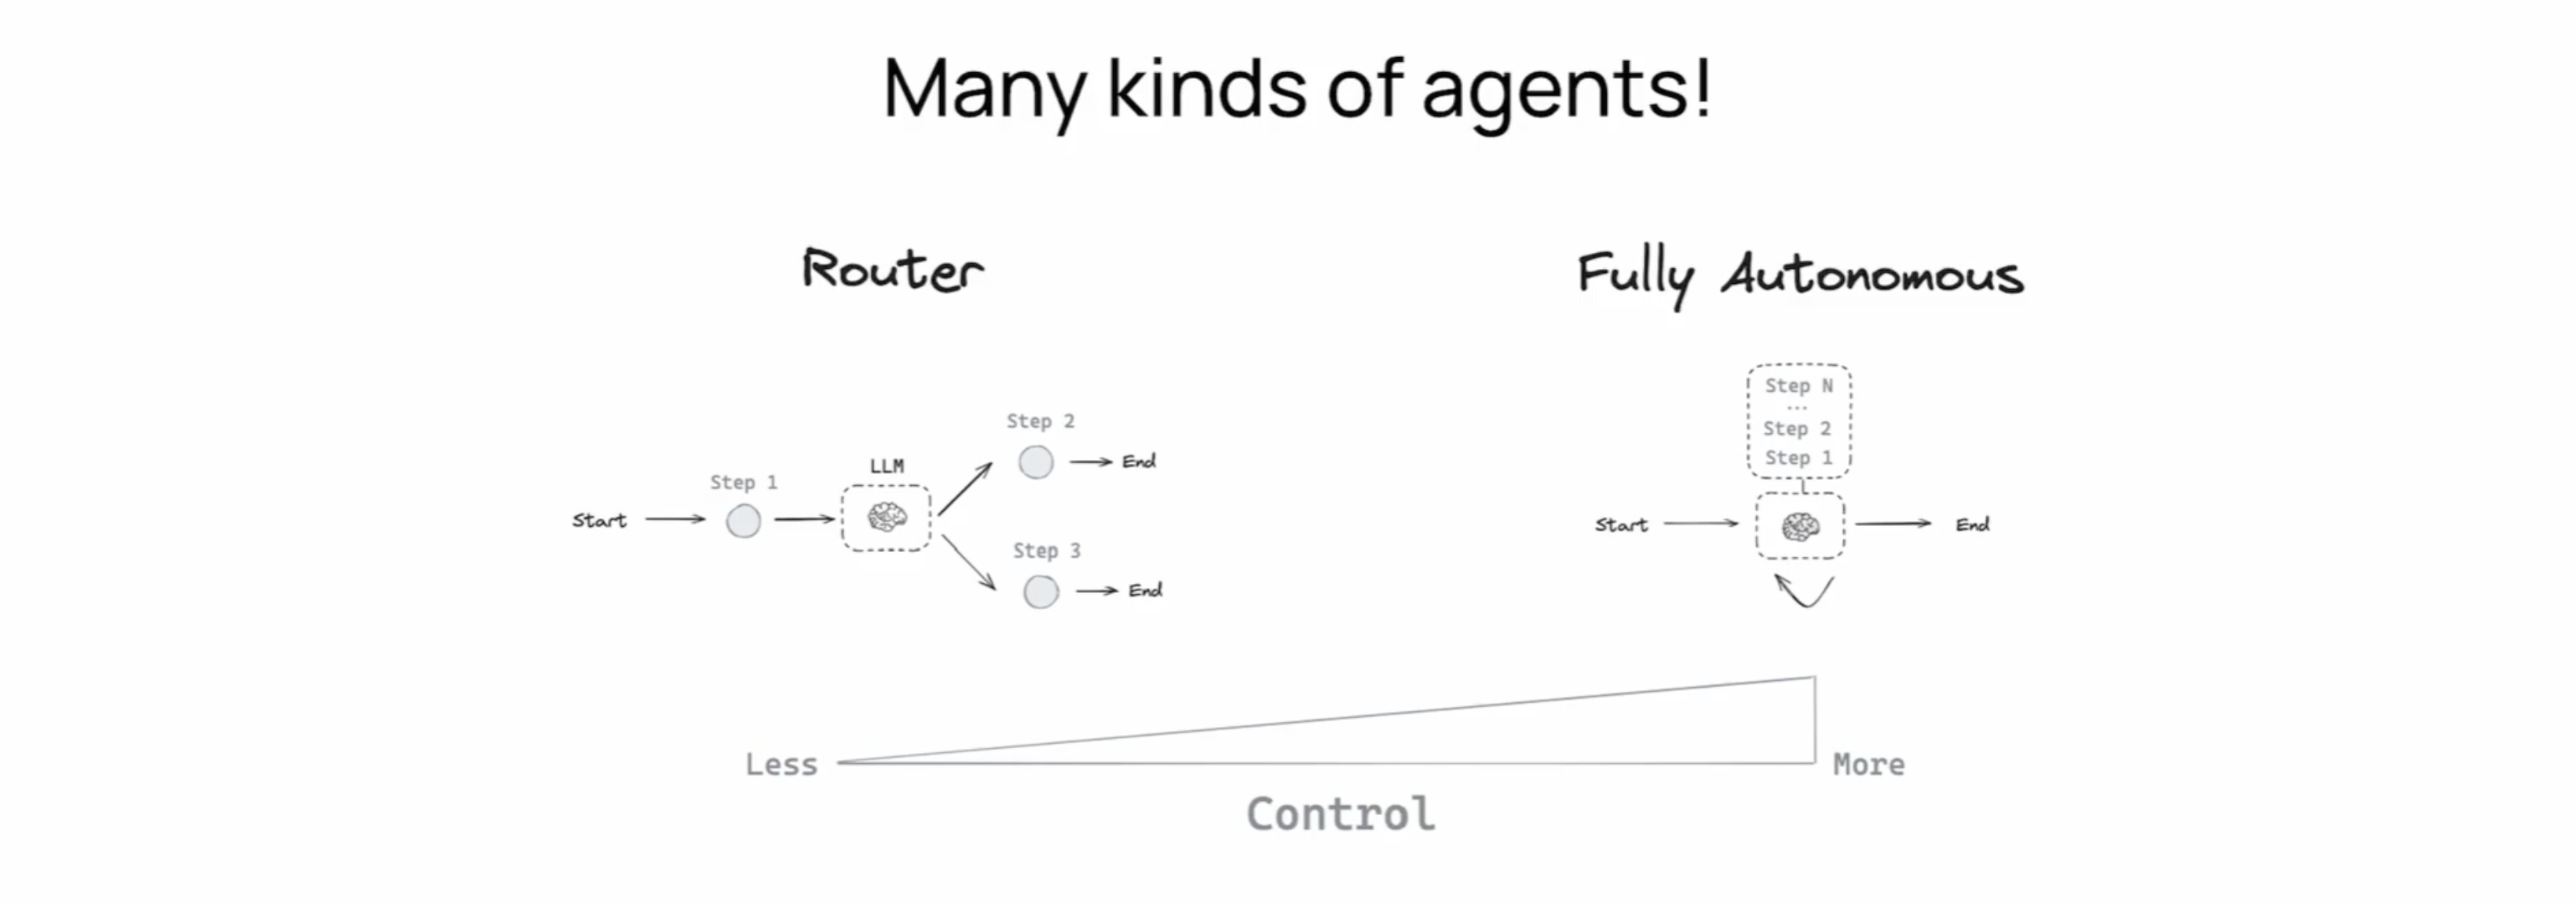 Many kinds of agents!
Router
Fully Autonomous
Start
Step 1
LLM
Step 2
End
Step 3
End
Step N
...
Step 2
Step 1
Start
End
Less
More
Control